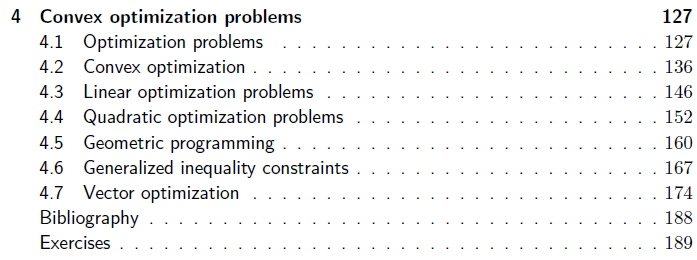 4 Convex optimization problems 127
4.1 Optimization problems . . . . . . . . . . . . . . . . . . . . . . . . . . 127
4.2 Convex optimization . . . . . . . . . . . . . . . . . . . . . . . . . . . . 136
4.3 Linear optimization problems . . . . . . . . . . . . . . . . . . . . . . . 146
4.4 Quadratic optimization problems . . . . . . . . . . . . . . . . . . . . . 152
4.5 Geometric programming . . . . . . . . . . . . . . . . . . . . . . . . . . 160
4.6 Generalized inequality constraints . . . . . . . . . . . . . . . . . . . . . 167
4.7 Vector optimization . . . . . . . . . . . . . . . . . . . . . . . . . . . . 174
Bibliography . . . . . . . . . . . . . . . . . . . . . . . . . . . . . . . . . . . 188
Exercises . . . . . . . . . . . . . . . . . . . . . . . . . . . . . . . . . . . . . 189